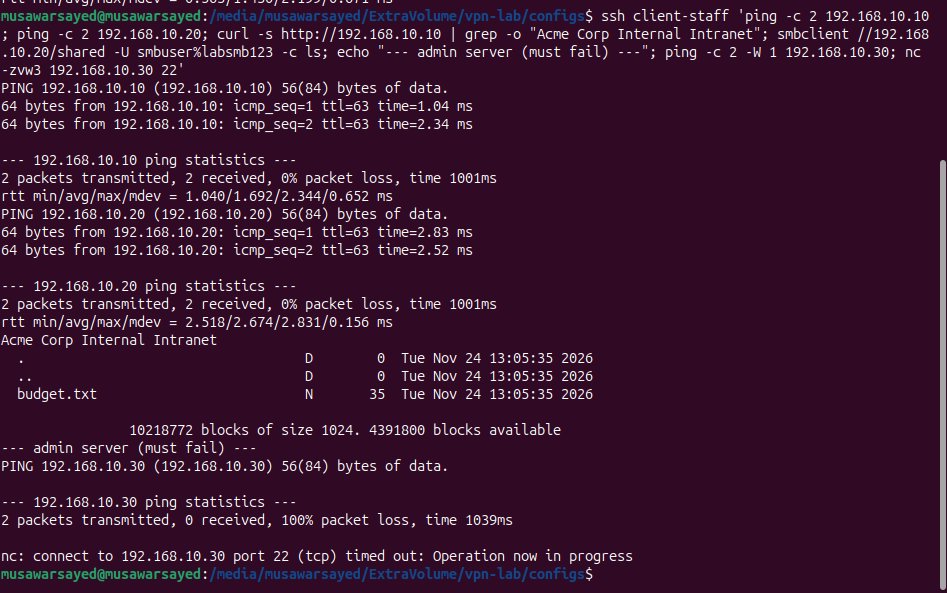 rtt min/avg/max/mdev = 0.505/1.450/2.199/0.671 ms
musawarsayed@musawarsayed:/media/musawarsayed/ExtraVolume/vpn-lab/configs$ ssh client-staff 'ping -c 2 192.168.10.10
; ping -c 2 192.168.10.20; curl -s http://192.168.10.10 | grep -o "Acme Corp Internal Intranet"; smbclient //192.168
.10.20/shared -U smbuser%labsmb123 -c ls; echo "--- admin server (must fail) ---"; ping -c 2 -W 1 192.168.10.30; nc
-zvw3 192.168.10.30 22'
PING 192.168.10.10 (192.168.10.10) 56(84) bytes of data.
64 bytes from 192.168.10.10: icmp_seq=1 ttl=63 time=1.04 ms
64 bytes from 192.168.10.10: icmp_seq=2 ttl=63 time=2.34 ms
--- 192.168.10.10 ping statistics ---
2 packets transmitted, 2 received, 0% packet loss, time 1001ms
rtt min/avg/max/mdev = 1.040/1.692/2.344/0.652 ms
PING 192.168.10.20 (192.168.10.20) 56(84) bytes of data.
64 bytes from 192.168.10.20: icmp_seq=1 ttl=63 time=2.83 ms
64 bytes from 192.168.10.20: icmp_seq=2 ttl=63 time=2.52 ms
--- 192.168.10.20 ping statistics ---
2 packets transmitted, 2 received, 0% packet loss, time 1001ms
rtt min/avg/max/mdev = 2.518/2.674/2.831/0.156 ms
Acme Corp Internal Intranet
. D 0 Tue Nov 24 13:05:35 2026
.. D 0 Tue Nov 24 13:05:35 2026
budget.txt N 35 Tue Nov 24 13:05:35 2026
10218772 blocks of size 1024. 4391800 blocks available
--- admin server (must fail) ---
PING 192.168.10.30 (192.168.10.30) 56(84) bytes of data.
--- 192.168.10.30 ping statistics ---
2 packets transmitted, 0 received, 100% packet loss, time 1039ms
nc: connect to 192.168.10.30 port 22 (tcp) timed out: Operation now in progress
musawarsayed@musawarsayed:/media/musawarsayed/ExtraVolume/vpn-lab/configs$